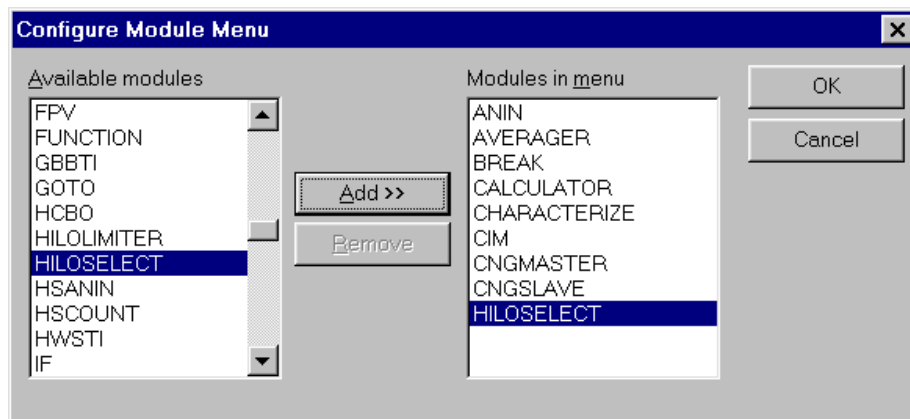 Configure Module Menu
Available modules
FPV
FUNCTION
GBBTI
GOTO
HCBO
HILOLIMITER
HILOSELECT
HSANIN
HSCOUNT
HWSTI
IF
Add >>
Remove
Modules in menu
ANIN
AVERAGER
BREAK
CALCULATOR
CHARACTERIZE
CIM
CNGMASTER
CNGSLAVE
HILOSELECT
OK
Cancel